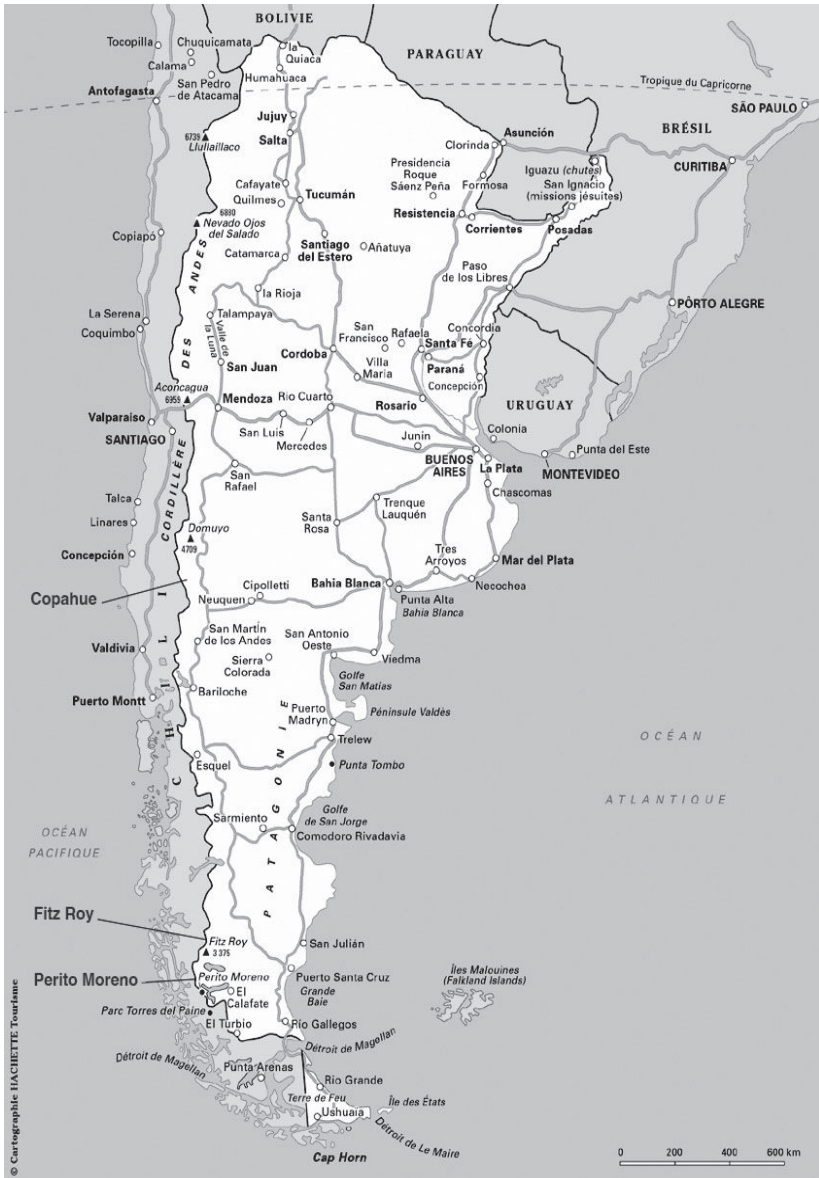 BOLIVIE
Tocopilla
Chuquicamata
la
Quiaca
PARAGUAY
Calama
Humahuaca
San Pedro
de Atacama
Tropique du Capricorne
Antofagasta
SÃO PAULO
Jujuy
BRÉSIL
6739
Llullaillaco
Salta
Clorinda
Asunción
CURITIBA
Presidencia
Roque
Sáenz Peña
Iguazu (chutes)
San Ignacio
(missions jésuites)
Cafayate
Formosa
Quilmes
Tucumán
6880
Nevado Ojos
del Salado
Resistencia
Corrientes
Posadas
Copiapó
Santiago
del Estero
Añatuya
Catamarca
Paso
de los Libres
la Rioja
PÔRTO ALEGRE
La Serena
Coquimbo
Talampaya
Valle de
la Luna
San
Francisco
Rafaela
Concordia
Santa Fé
Cordoba
San Juan
Villa
Maria
Paraná
Concepción
Aconcagua
6959
Mendoza
Rio Cuarto
Rosario
URUGUAY
Valparaiso
SANTIAGO
San Luis
Mercedes
Junin
Colonia
BUENOS
AIRES
La Plata
Punta del Este
MONTEVIDEO
San
Rafael
Chascomas
Talca
Trenque
Lauquén
Linares
Santa
Rosa
Domuyo
4709
Concepción
Tres
Arroyos
Mar del Plata
CORDILLÈRE DES ANDES
Copahue
Cipolletti
Bahia Blanca
Necochea
Neuquen
Punta Alta
Bahia Blanca
San Martín
de los Andes
San Antonio
Oeste
Valdivia
Sierra
Colorada
Viedma
Golfe
San Matias
Puerto Montt
Bariloche
Puerto
Madryn
Péninsule Valdès
CHILI
Trelew
OCÉAN
ATLANTIQUE
Esquel
Punta Tombo
PATAGONIE
Golfe
de San Jorge
Sarmiento
Comodoro Rivadavia
OCÉAN
PACIFIQUE
Fitz Roy
Fitz Roy
3 375
San Julián
Perito Moreno
Perito Moreno
Puerto Santa Cruz
Îles Malouines
(Falkland Islands)
El
Calafate
Grande
Baie
Parc Torres del Paine
El Turbio
Río Gallegos
Détroit de Magellan
Détroit de Magellan
Punta Arenas
Rio Grande
Terre de Feu
Île des États
Ushuaia
Détroit de Le Maire
Cap Horn
0 200 400 600 km
© Cartographie HACHETTE Tourisme